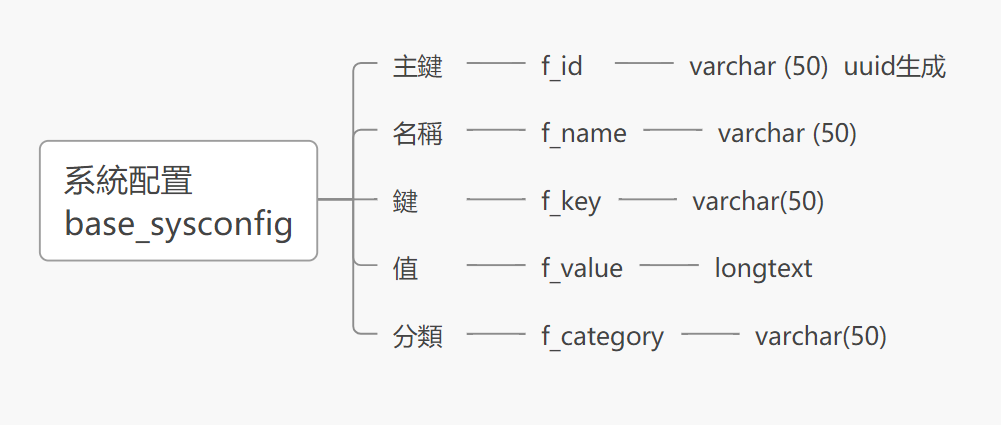 系統配置
base_sysconfig
主鍵 f_id varchar (50) uuid生成
名稱 f_name varchar (50)
鍵 f_key varchar(50)
值 f_value longtext
分類 f_category varchar(50)